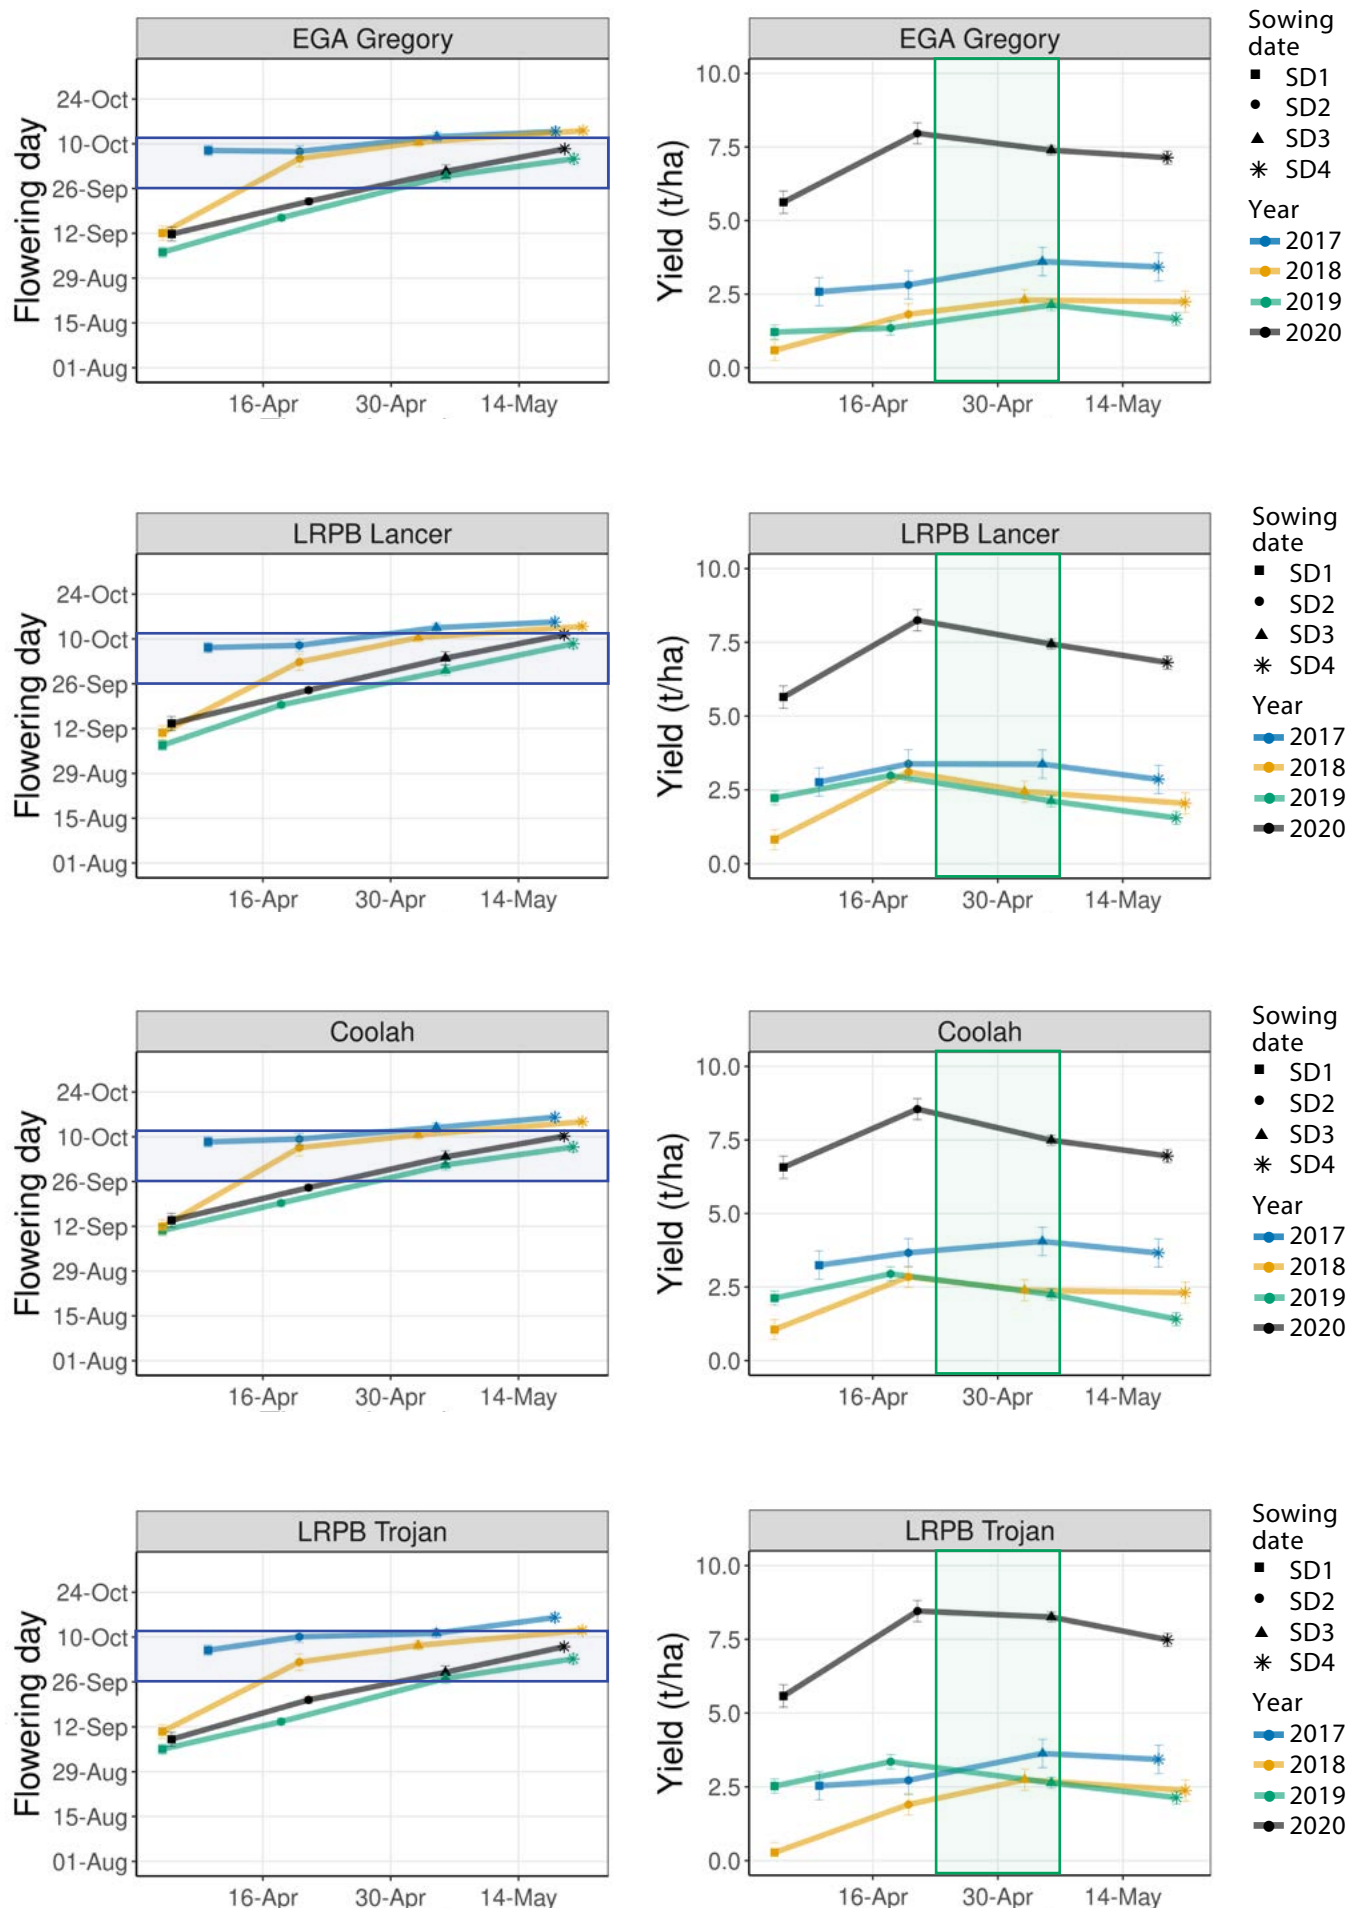 EGA Gregory
Flowering day
24-Oct
10-Oct
26-Sep
12-Sep
29-Aug
15-Aug
01-Aug
16-Apr 30-Apr 14-May
EGA Gregory
Yield (t/ha)
10.0
7.5
5.0
2.5
0.0
16-Apr 30-Apr 14-May
Sowing
date
SD1
SD2
SD3
SD4
Year
2017
2018
2019
2020
LRPB Lancer
Flowering day
24-Oct
10-Oct
26-Sep
12-Sep
29-Aug
15-Aug
01-Aug
16-Apr 30-Apr 14-May
LRPB Lancer
Yield (t/ha)
10.0
7.5
5.0
2.5
0.0
16-Apr 30-Apr 14-May
Sowing
date
SD1
SD2
SD3
SD4
Year
2017
2018
2019
2020
Coolah
Flowering day
24-Oct
10-Oct
26-Sep
12-Sep
29-Aug
15-Aug
01-Aug
16-Apr 30-Apr 14-May
Coolah
Yield (t/ha)
10.0
7.5
5.0
2.5
0.0
16-Apr 30-Apr 14-May
Sowing
date
SD1
SD2
SD3
SD4
Year
2017
2018
2019
2020
LRPB Trojan
Flowering day
24-Oct
10-Oct
26-Sep
12-Sep
29-Aug
15-Aug
01-Aug
16-Apr 30-Apr 14-May
LRPB Trojan
Yield (t/ha)
10.0
7.5
5.0
2.5
0.0
16-Apr 30-Apr 14-May
Sowing
date
SD1
SD2
SD3
SD4
Year
2017
2018
2019
2020